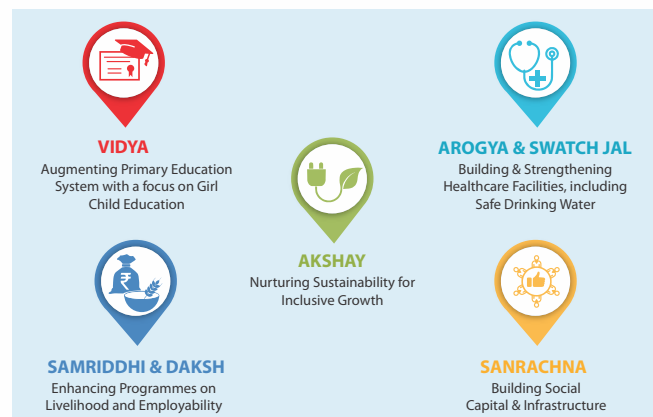 VIDYA
Augmenting Primary Education
System with a focus on Girl
Child Education
AROGYA & SWATCH JAL
Building & Strengthening
Healthcare Facilities, including
Safe Drinking Water
AKSHAY
Nurturing Sustainability for
Inclusive Growth
₹
SAMRIDDHI & DAKSH
Enhancing Programmes on
Livelihood and Employability
SANRACHNA
Building Social
Capital & Infrastructure